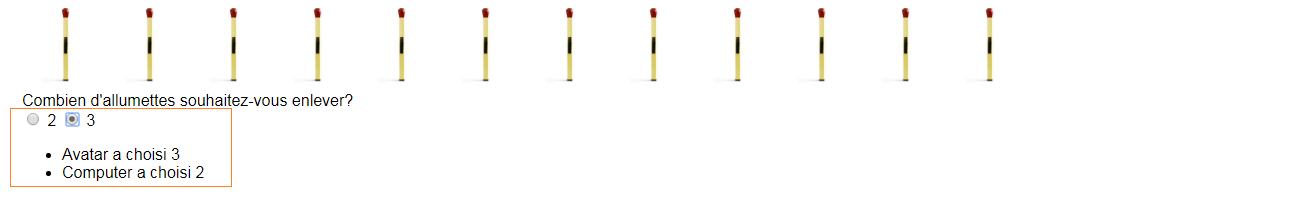 Combien d'allumettes souhaitez-vous enlever?
2 3
Avatar a choisi 3
Computer a choisi 2